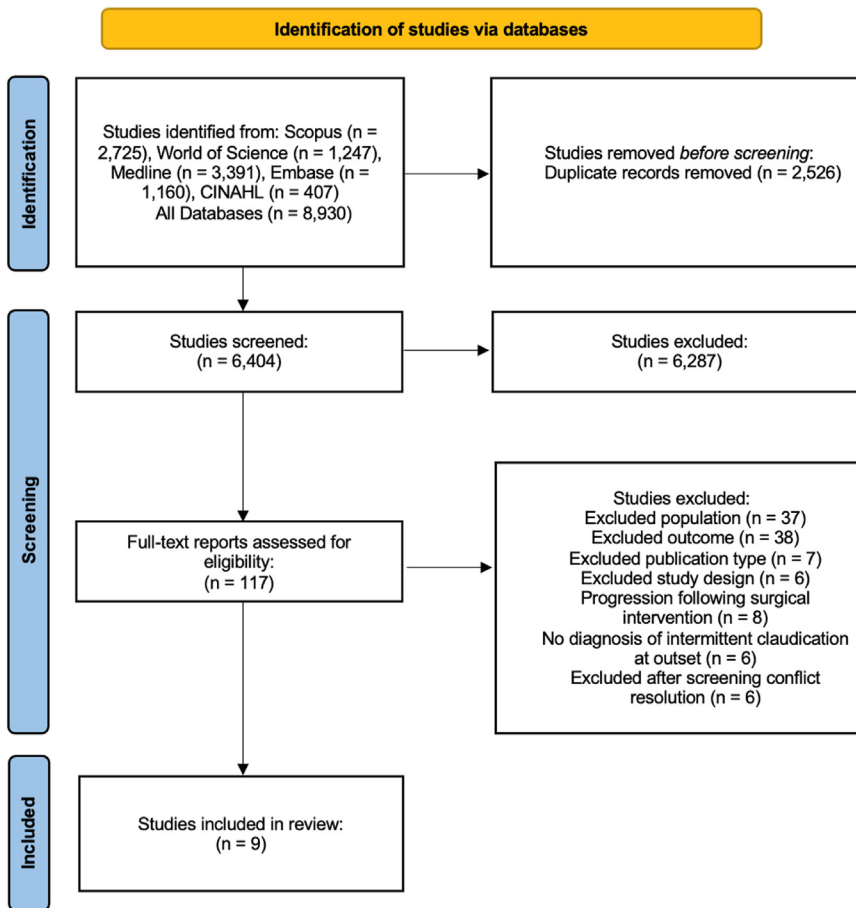 Identification of studies via databases
Identification
Studies identified from: Scopus (n =
2,725), World of Science (n = 1,247),
Medline (n = 3,391), Embase (n =
1,160), CINAHL (n = 407)
All Databases (n = 8,930)
Studies removed before screening:
Duplicate records removed (n = 2,526)
Screening
Studies screened:
(n = 6,404)
Studies excluded:
(n = 6,287)
Full-text reports assessed for
eligibility:
(n = 117)
Studies excluded:
Excluded population (n = 37)
Excluded outcome (n = 38)
Excluded publication type (n = 7)
Excluded study design (n = 6)
Progression following surgical
intervention (n = 8)
No diagnosis of intermittent claudication
at outset (n = 6)
Excluded after screening conflict
resolution (n = 6)
Included
Studies included in review:
(n = 9)